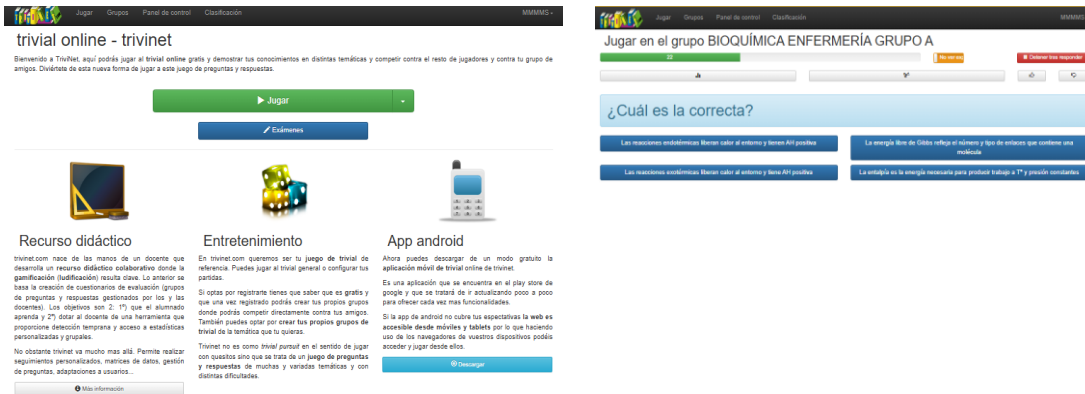 Jugar Grupos Panel de control Clasificación MMMMS
trivial online - trivinet
Bienvenido a TriviNet, aquí podrás jugar al trivial online gratis y demostrar tus conocimientos en distintas temáticas y competir contra el resto de jugadores y contra tu grupo de
amigos. Diviértete de esta nueva forma de jugar a este juego de preguntas y respuestas.
Jugar
Exámenes
Recurso didáctico
trivinet.com nace de las manos de un docente que
desarrolla un recurso didáctico colaborativo donde la
gamificación (ludificación) resulta clave. Lo anterior se
basa la creación de cuestionarios de evaluación (grupos
de preguntas y respuestas gestionados por los y las
docentes). Los objetivos son 2: 1º) que el alumnado
aprenda y 2º) dotar al docente de una herramienta que
proporcione detección temprana y acceso a estadísticas
personalizadas y grupales.
No obstante trivinet va mucho mas allá. Permite realizar
seguimientos personalizados, matrices de datos, gestión
de preguntas, adaptaciones a usuarios...
Más información
Entretenimiento
En trivinet.com queremos ser tu juego de trivial de
referencia. Puedes jugar al trivial general o configurar tus
partidas.
Si optas por registrarte tienes que saber que es gratis y
que una vez registrado podrás crear tus propios grupos
donde podrás competir directamente contra tus amigos.
También puedes optar por crear tus propios grupos de
trivial de la temática que tu quieras.
Trivinet no es como trivial pursuit en el sentido de jugar
con quesitos sino que se trata de un juego de preguntas
y respuestas de muchas y variadas temáticas y con
distintas dificultades.
App android
Ahora puedes descargar de un modo gratuito la
aplicación móvil de trivial online de trivinet.
Es una aplicación que se encuentra en el play store de
google y que se tratará de ir actualizando poco a poco
para ofrecer cada vez mas funcionalidades.
Si la app de android no cubre tus espectativas la web es
accesible desde móviles y tablets por lo que haciendo
uso de los navegadores de vuestros dispositivos podéis
acceder y jugar desde ellos.
Descargar
Jugar Grupos Panel de control Clasificación MMMMS
Jugar en el grupo BIOQUÍMICA ENFERMERÍA GRUPO A
Detener tras responder
¿Cuál es la correcta?
Las reacciones endotérmicas liberan calor al entorno y tienen AH positiva
La energía libre de Gibbs refleja el número y tipo de enlaces que contiene una
molécula
Las reacciones exotérmicas liberan calor al entorno y tiene AH positiva
La entalpía es la energía necesaria para producir trabajo a Tª y presión constantes